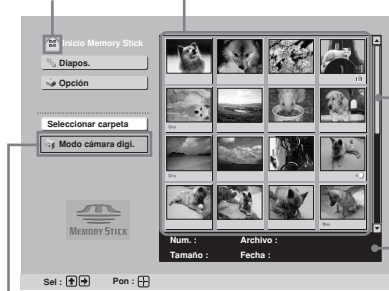 Inicio Memory Stick
Diapos.
Opción
Seleccionar carpeta
Modo cámara digi.
MEMORY STICK
Num. :
Archivo :
Tamaño :
Fecha :
Sel :
Pon :